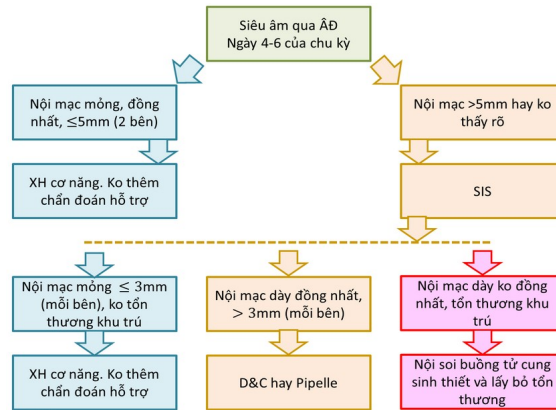 Siêu âm qua ÂĐ
Ngày 4-6 của chu kỳ
Nội mạc mỏng, đồng
nhất, ≤5mm (2 bên)
Nội mạc >5mm hay ko
thấy rõ
XH cơ năng. Ko thêm
chẩn đoán hỗ trợ
SIS
Nội mạc mỏng ≤ 3mm
(mỗi bên), ko tổn
thương khu trú
Nội mạc dày đồng nhất,
> 3mm (mỗi bên)
Nội mạc dày ko đồng
nhất, tổn thương khu
trú
XH cơ năng. Ko thêm
chẩn đoán hỗ trợ
D&C hay Pipelle
Nội soi buồng tử cung
sinh thiết và lấy bỏ tổn
thương